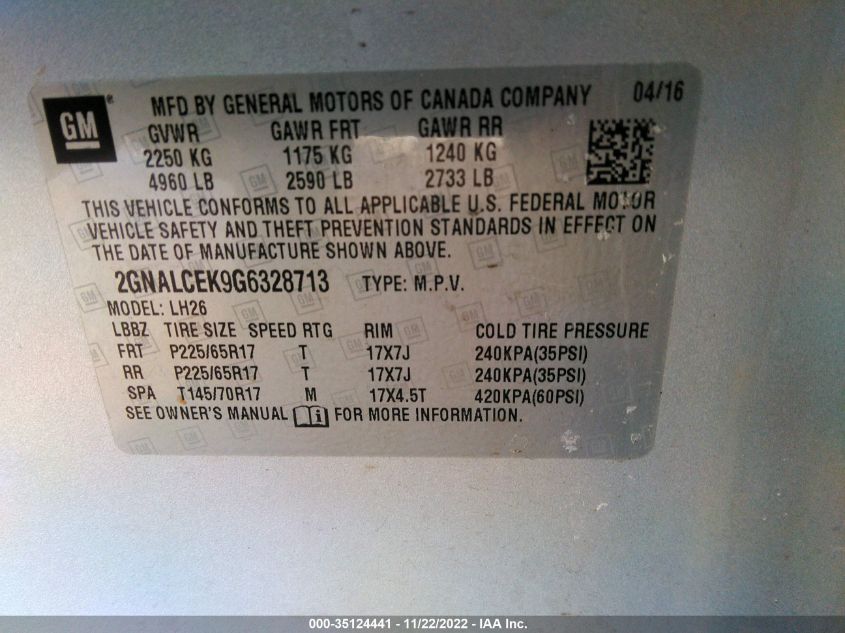 GM ® MFD BY GENERAL MOTORS OF CANADA COMPANY 04/16
GVWR GAWR FRT GAWR RR
2250 KG 1175 KG 1240 KG
4960 LB 2590 LB 2733 LB
THIS VEHICLE CONFORMS TO ALL APPLICABLE U.S. FEDERAL MOTOR
VEHICLE SAFETY AND THEFT PREVENTION STANDARDS IN EFFECT ON
THE DATE OF MANUFACTURE SHOWN ABOVE.
2GNALCEK9G6328713 TYPE: M.P.V.
MODEL: LH26
LBBZ TIRE SIZE SPEED RTG RIM COLD TIRE PRESSURE
FRT P225/65R17 T 17X7J 240KPA(35PSI)
RR P225/65R17 T 17X7J 240KPA(35PSI)
SPA T145/70R17 M 17X4.5T 420KPA(60PSI)
SEE OWNER'S MANUAL i FOR MORE INFORMATION.
000-35124441 - 11/22/2022 - IAA Inc.